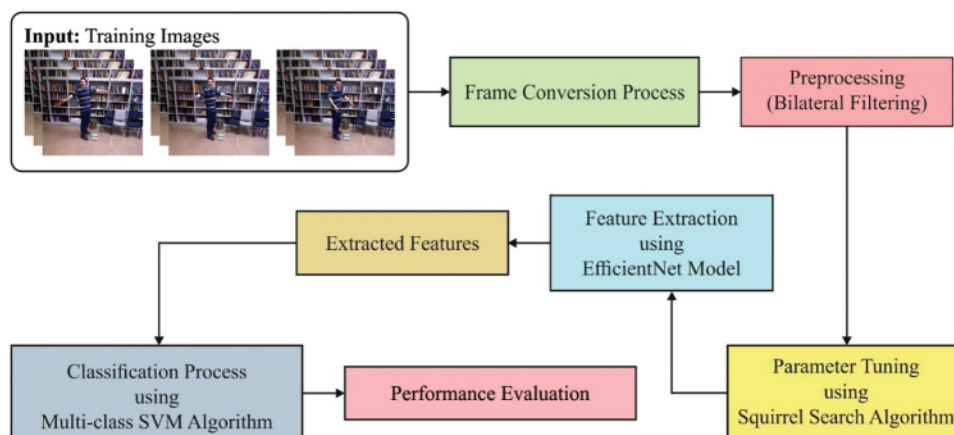 Input: Training Images
Frame Conversion Process
Preprocessing
(Bilateral Filtering)
Feature Extraction
using
EfficientNet Model
Extracted Features
Parameter Tuning
using
Squirrel Search Algorithm
Classification Process
using
Multi-class SVM Algorithm
Performance Evaluation